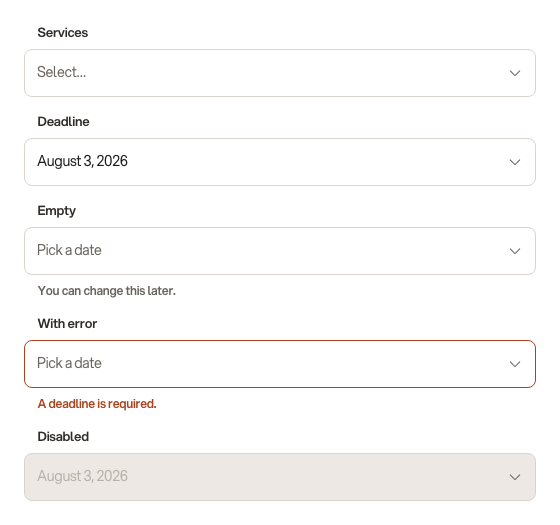 Services
Select...
Deadline
August 3, 2026
Empty
Pick a date
You can change this later.
With error
Pick a date
A deadline is required.
Disabled
August 3, 2026